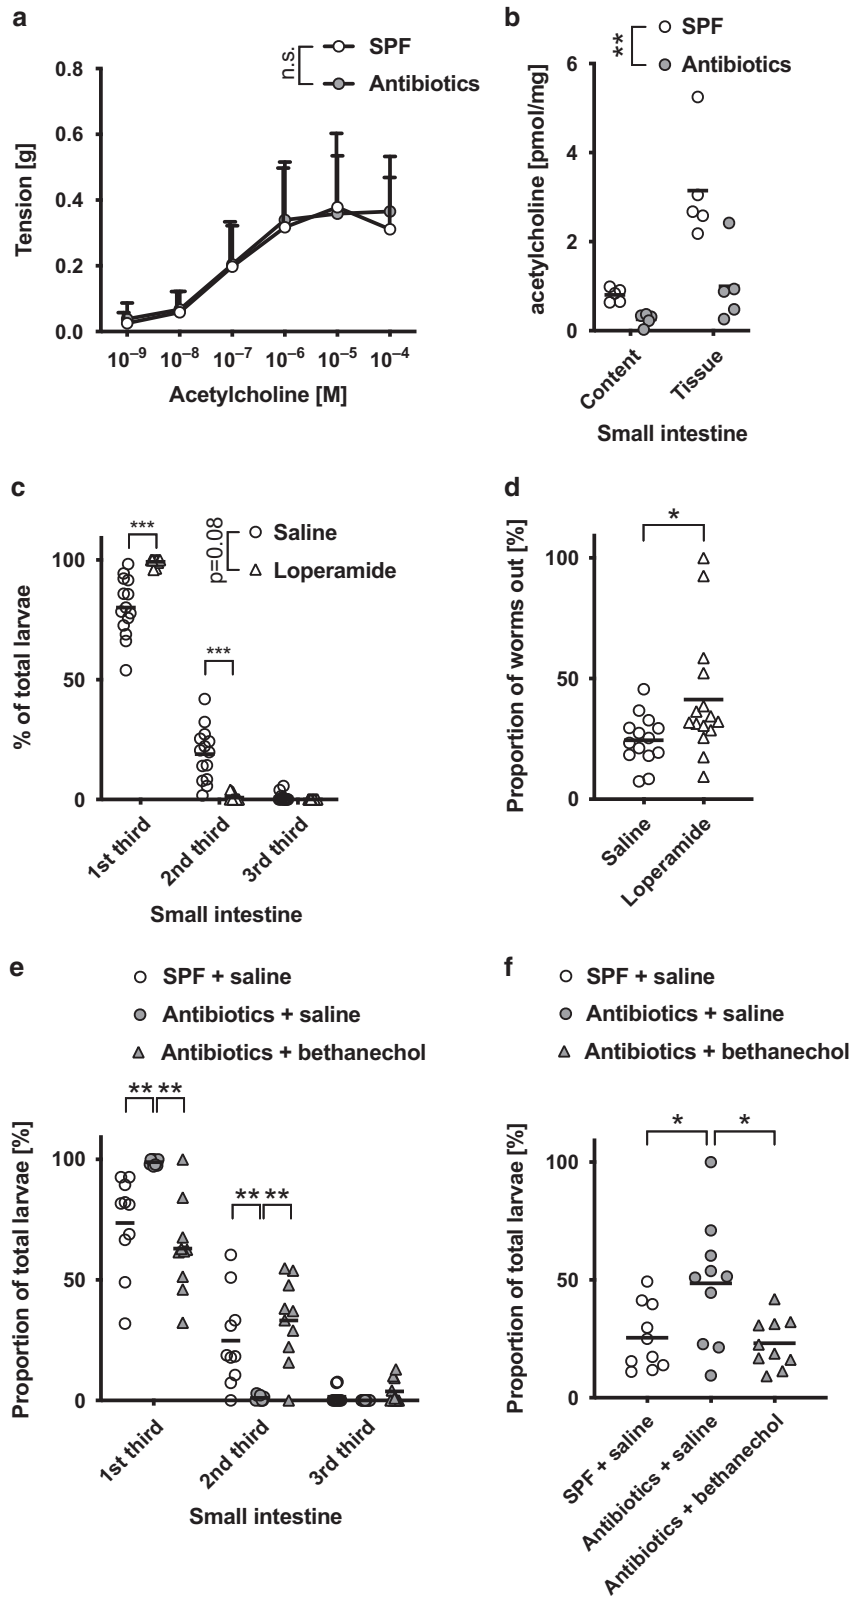 a
n.s.
SPF
Antibiotics
Tension [g]
0.8
0.6
0.4
0.2
0.0
10–9
10–8
10–7
10–6
10–5
10–4
Acetylcholine [M]
b
**
SPF
Antibiotics
acetylcholine [pmol/mg]
6
4
2
0
Content
Tissue
Small intestine
c
p=0.08
Saline
Loperamide
***
***
% of total larvae
100
50
0
1st third
2nd third
3rd third
Small intestine
d
*
Proportion of worms out [%]
100
50
0
Saline
Loperamide
e
SPF + saline
Antibiotics + saline
Antibiotics + bethanechol
** **
** **
Proportion of total larvae [%]
100
50
0
1st third
2nd third
3rd third
Small intestine
f
SPF + saline
Antibiotics + saline
Antibiotics + bethanechol
* *
Proportion of total larvae [%]
100
50
0
SPF + saline
Antibiotics + saline
Antibiotics + bethanechol